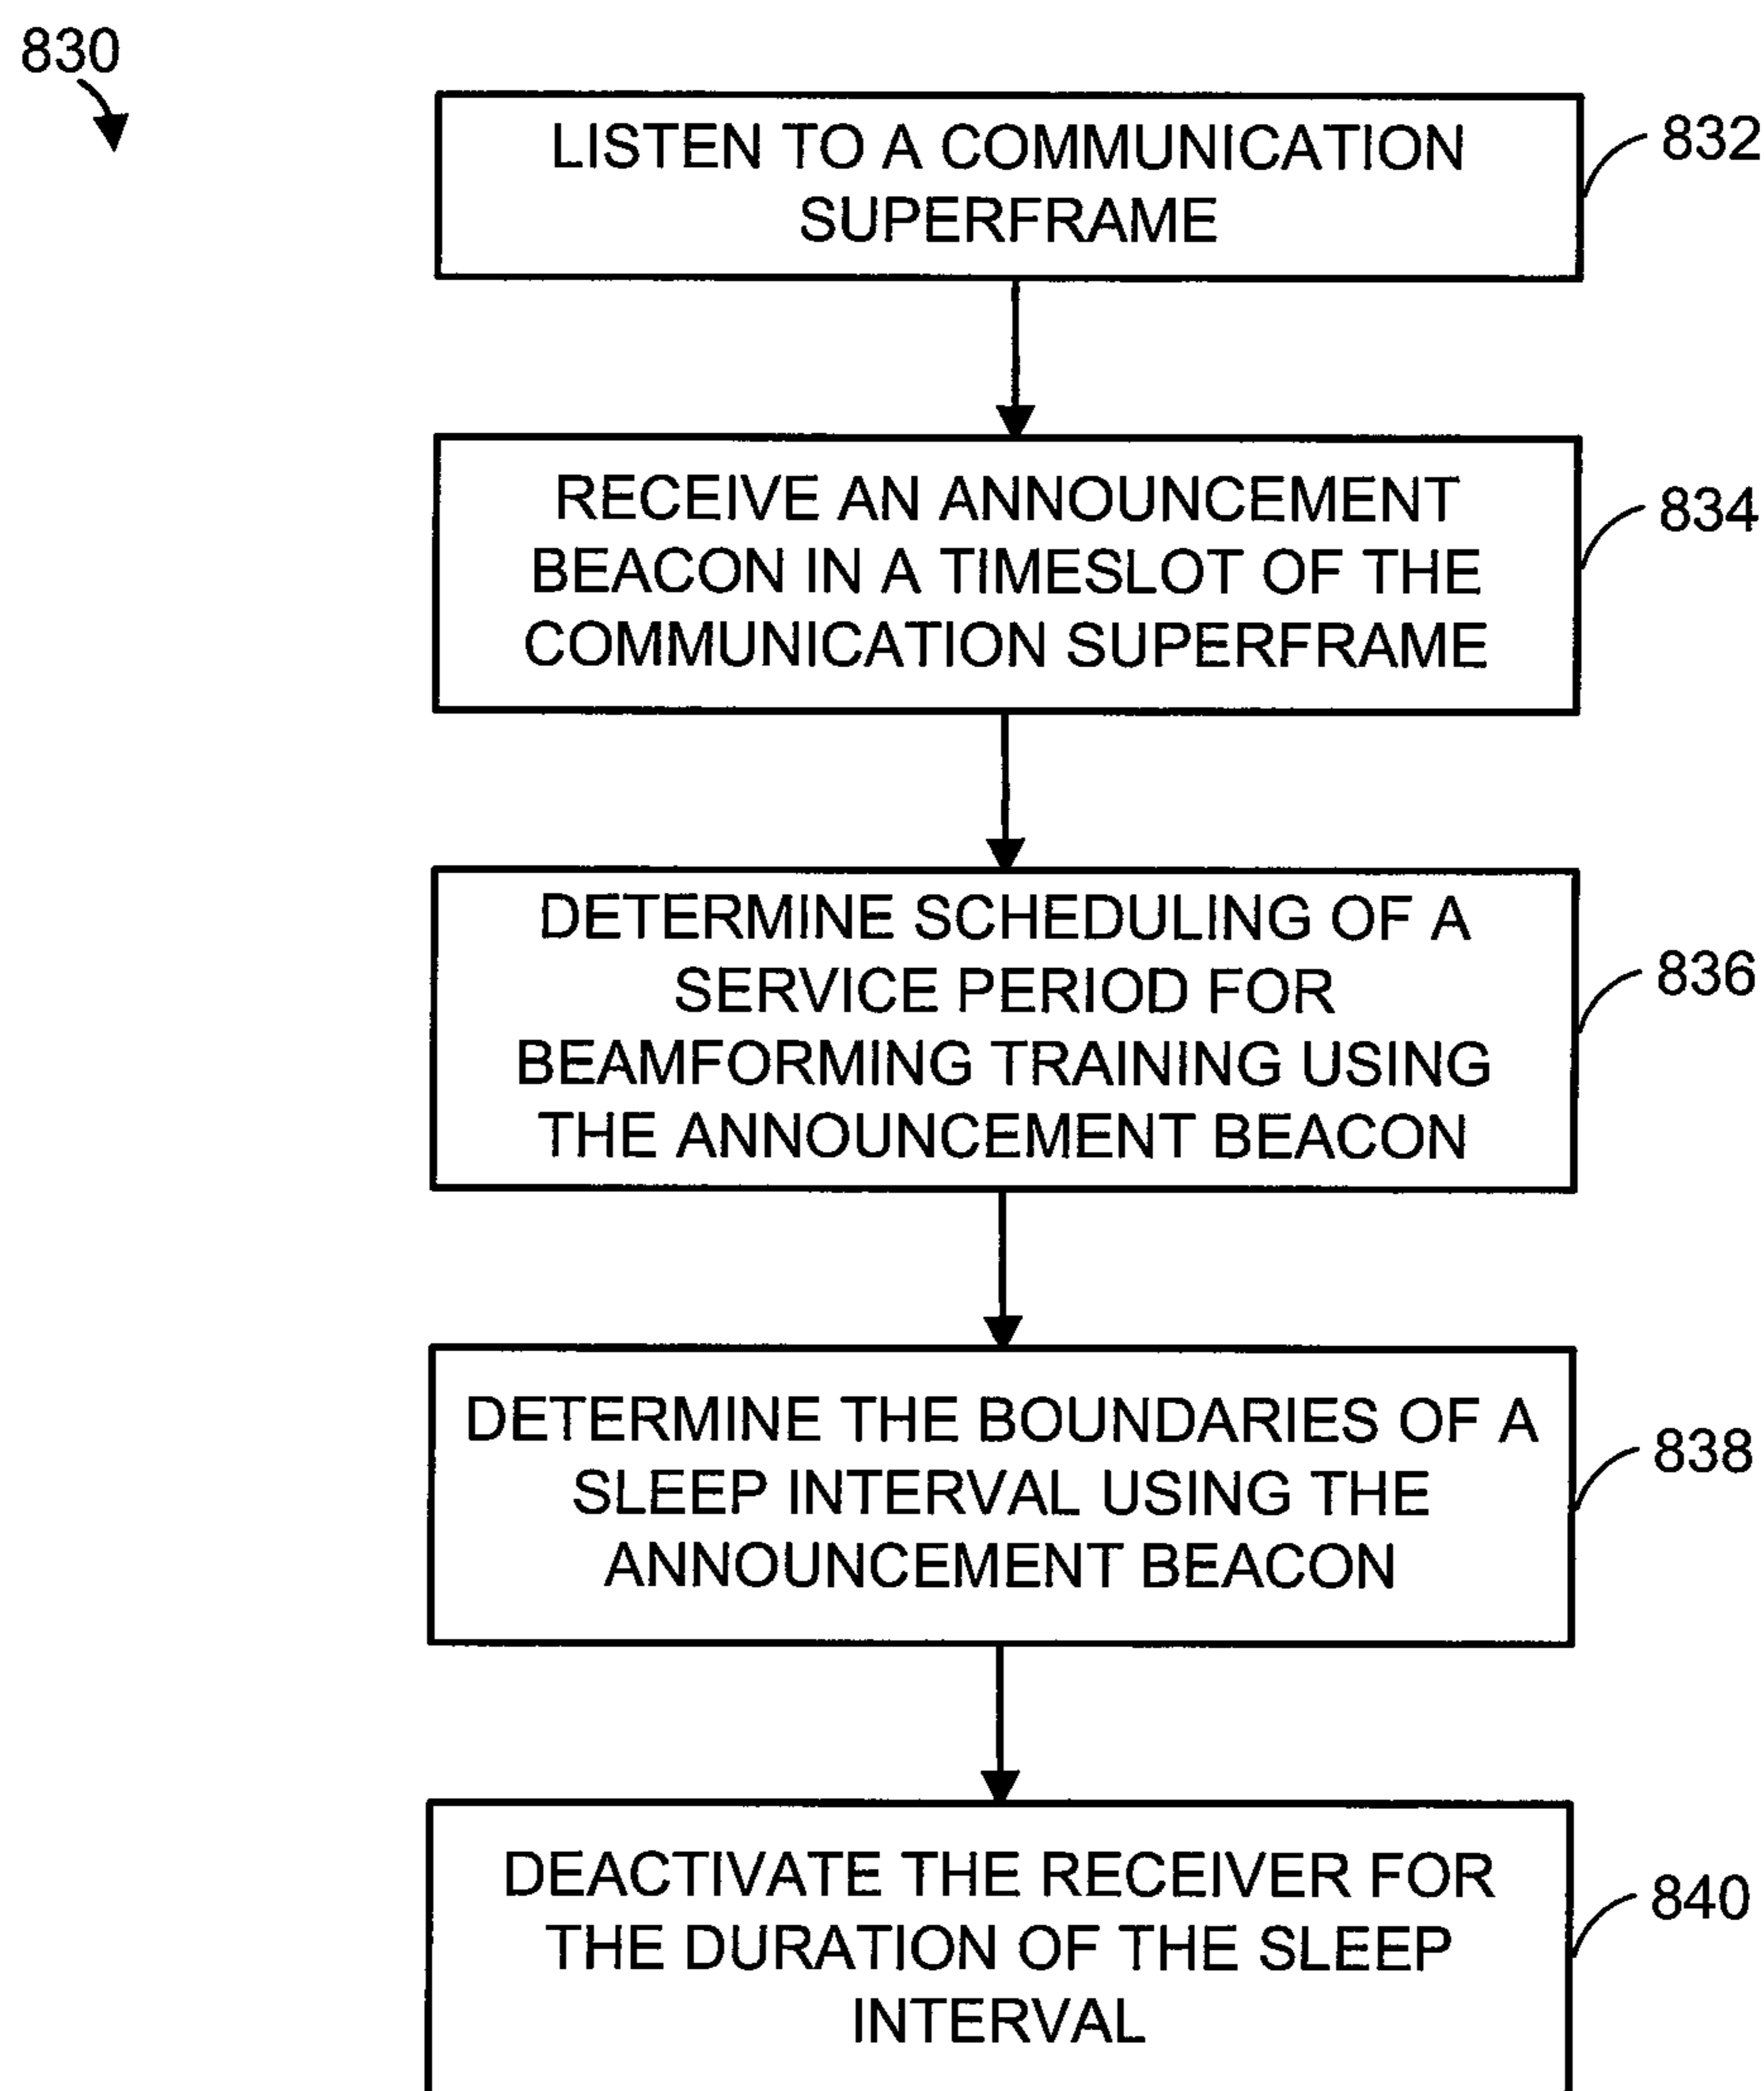 830
LISTEN TO A COMMUNICATION
SUPERFRAME
832
RECEIVE AN ANNOUNCEMENT
BEACON IN A TIMESLOT OF THE
COMMUNICATION SUPERFRAME
834
DETERMINE SCHEDULING OF A
SERVICE PERIOD FOR
BEAMFORMING TRAINING USING
THE ANNOUNCEMENT BEACON
836
DETERMINE THE BOUNDARIES OF A
SLEEP INTERVAL USING THE
ANNOUNCEMENT BEACON
838
DEACTIVATE THE RECEIVER FOR
THE DURATION OF THE SLEEP
INTERVAL
840